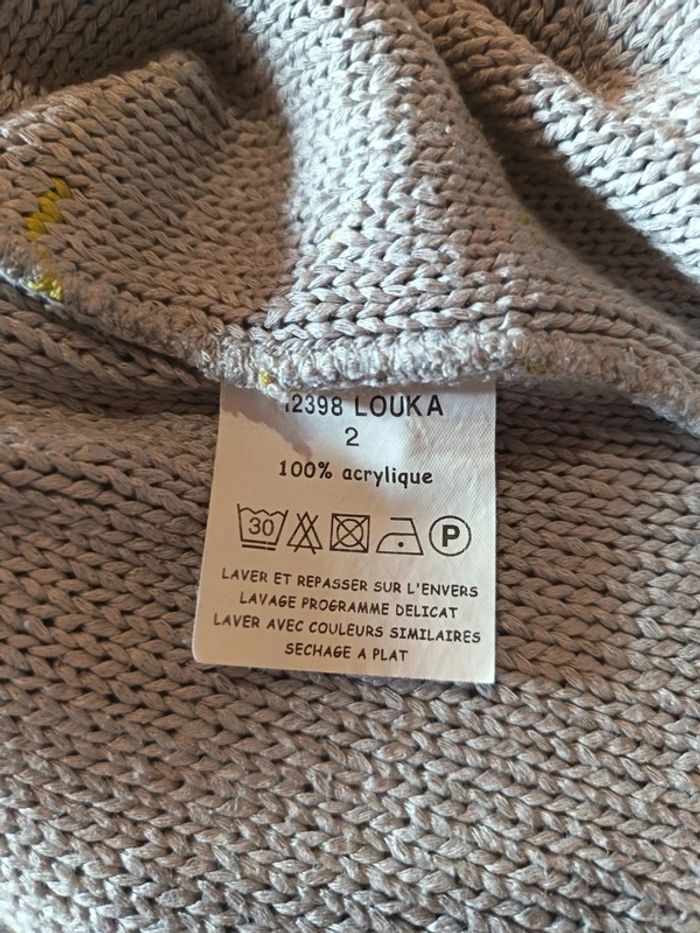 12398 LOUKA
2
100% acrylique
30 P
LAVER ET REPASSER SUR L'ENVERS
LAVAGE PROGRAMME DELICAT
LAVER AVEC COULEURS SIMILAIRES
SECHAGE A PLAT